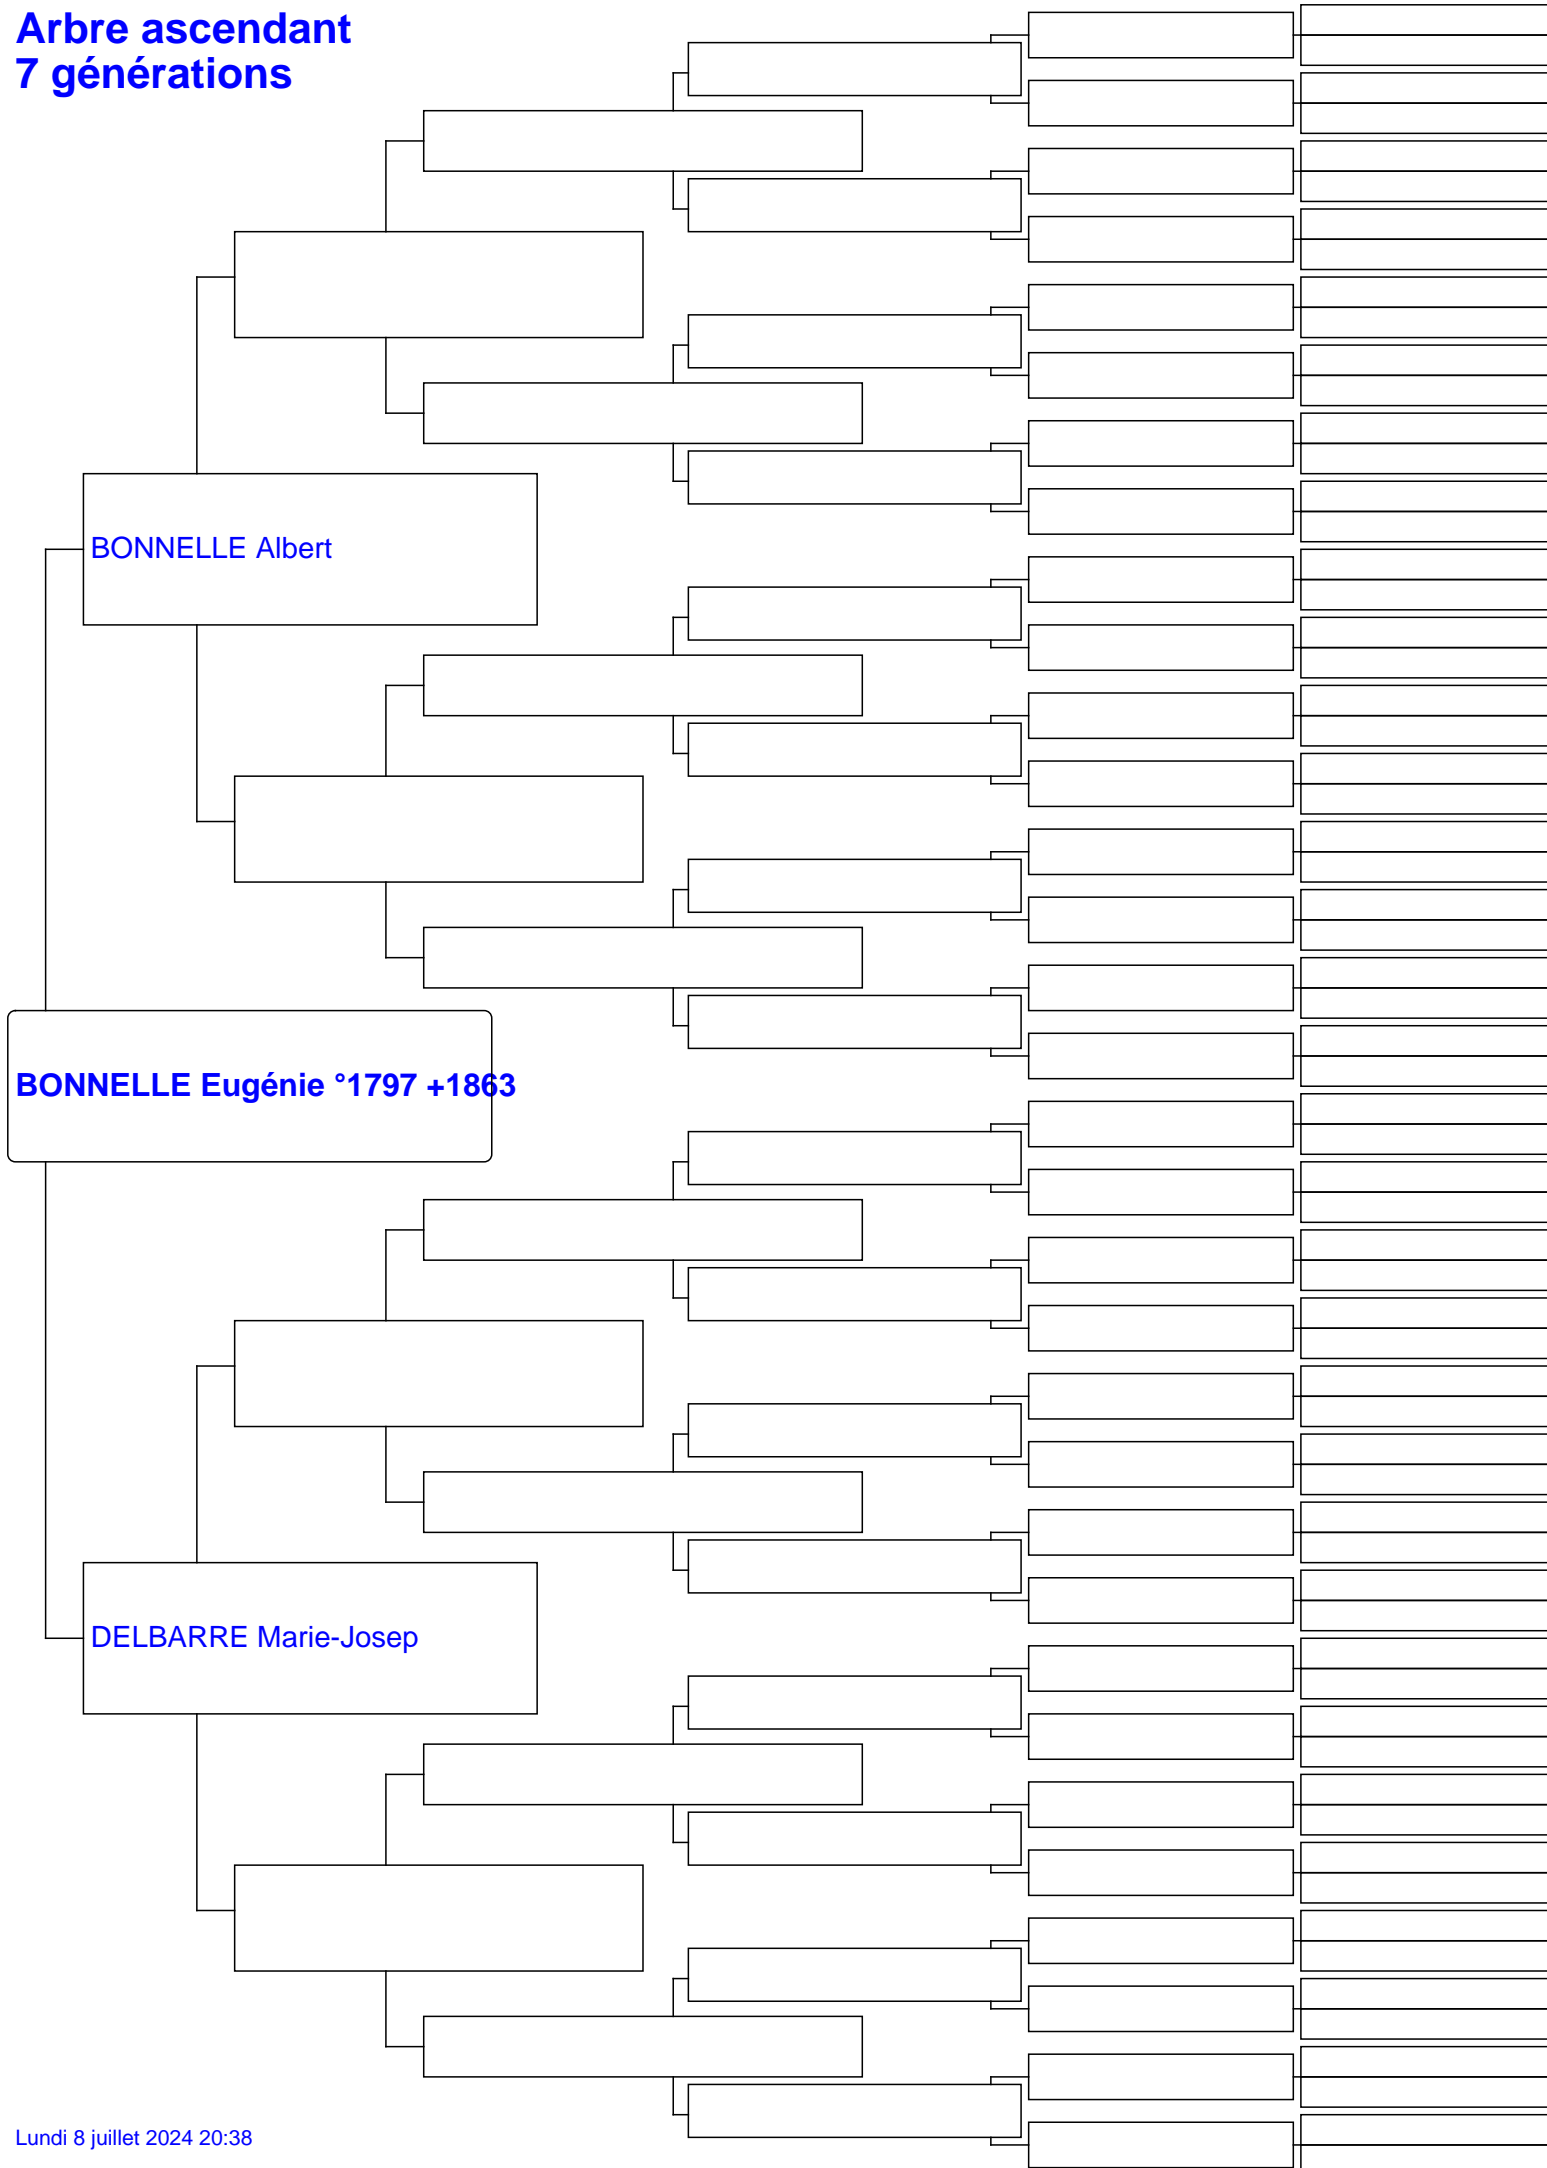 Arbre ascendant
7 générations
BONNELLE Albert
BONNELLE Eugénie °1797 +1863
DELBARRE Marie-Josep
Lundi 8 juillet 2024 20:38